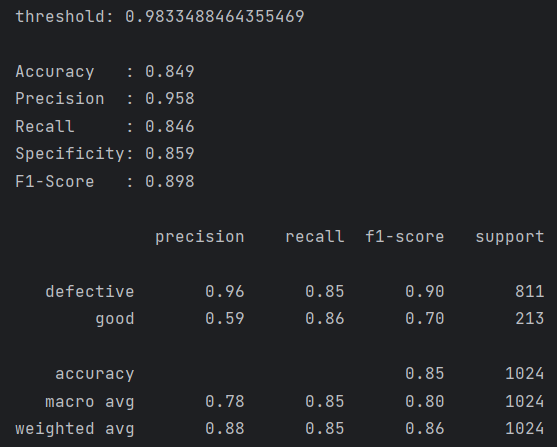 threshold: 0.9833488464355469
Accuracy : 0.849
Precision : 0.958
Recall : 0.846
Specificity: 0.859
F1-Score : 0.898
precision recall f1-score support
defective 0.96 0.85 0.90 811
good 0.59 0.86 0.70 213
accuracy 0.85 1024
macro avg 0.78 0.85 0.80 1024
weighted avg 0.88 0.85 0.86 1024